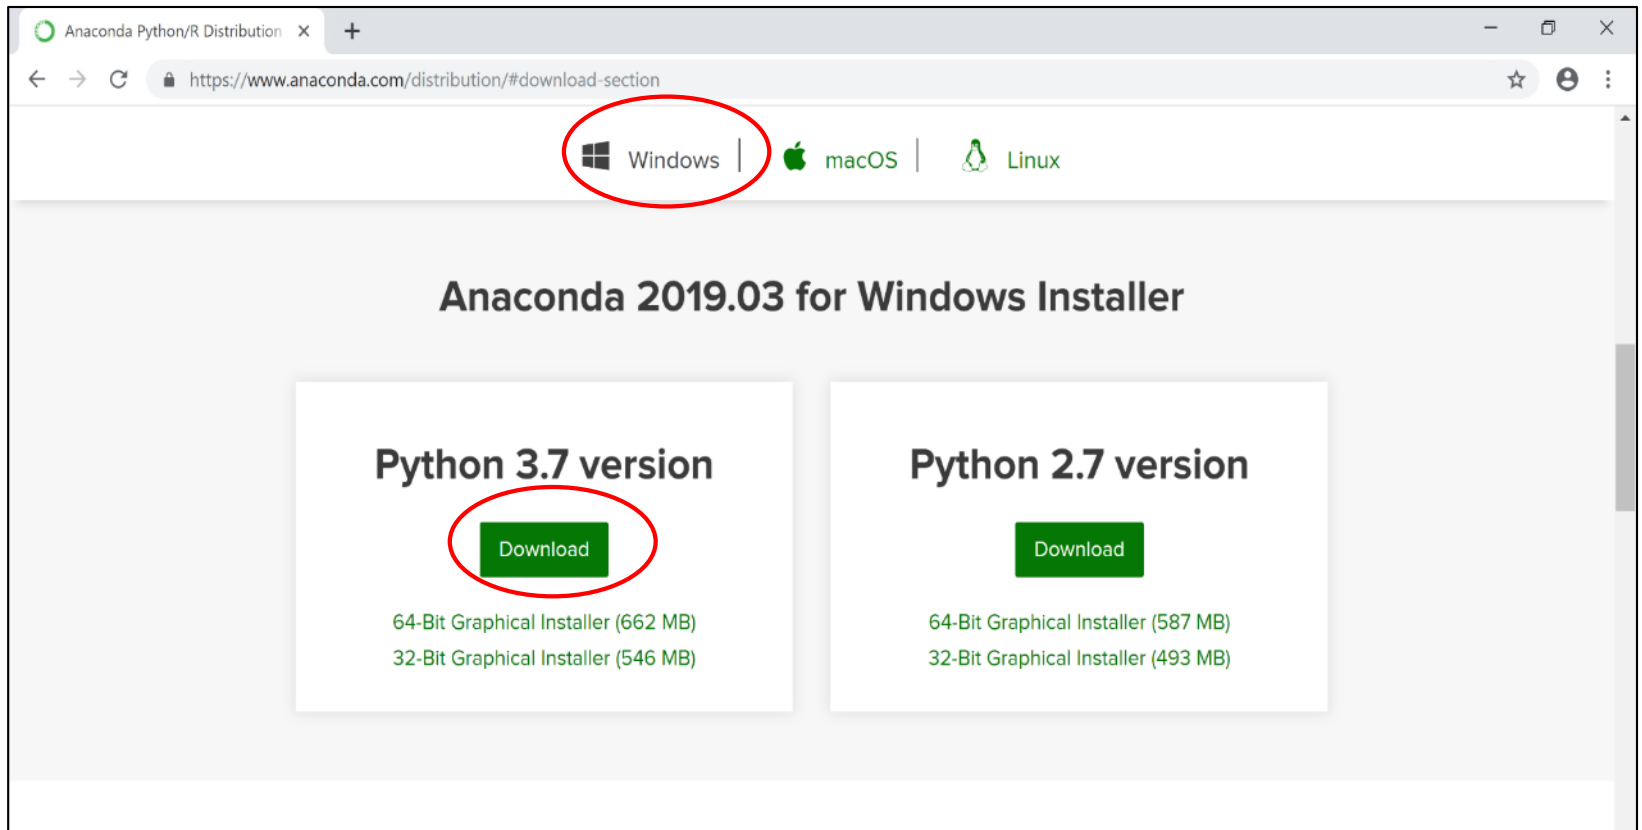 Anaconda Python/R Distribution
https://www.anaconda.com/distribution/#download-section
Windows | macOS | Linux
Anaconda 2019.03 for Windows Installer
Python 3.7 version
Download
64-Bit Graphical Installer (662 MB)
32-Bit Graphical Installer (546 MB)
Python 2.7 version
Download
64-Bit Graphical Installer (587 MB)
32-Bit Graphical Installer (493 MB)